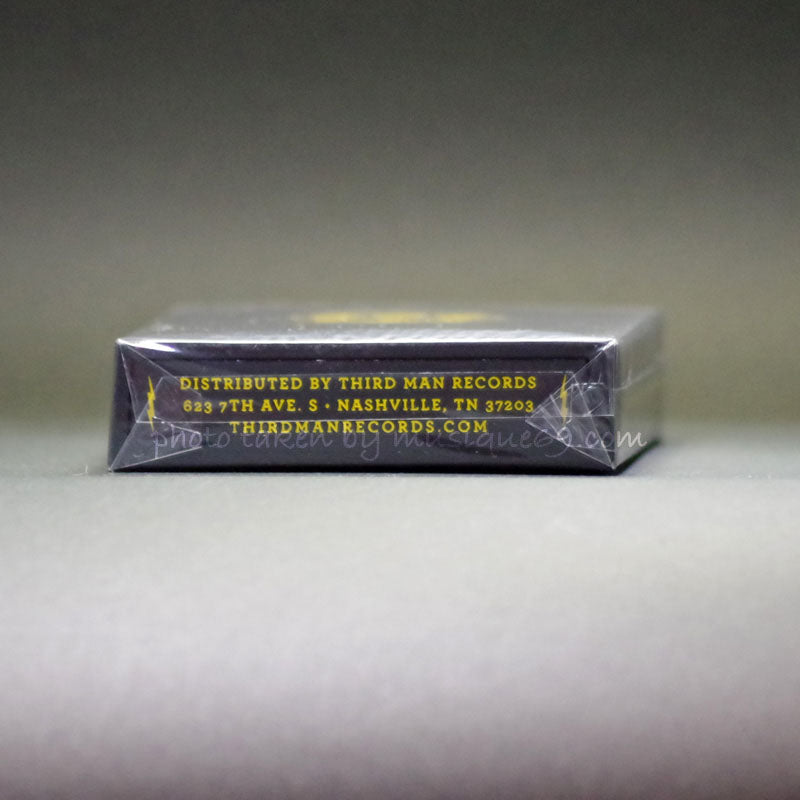 DISTRIBUTED BY THIRD MAN RECORDS
623 7TH AVE. S • NASHVILLE, TN 37203
THIRDMANRECORDS.COM
photo taken by musique69.com